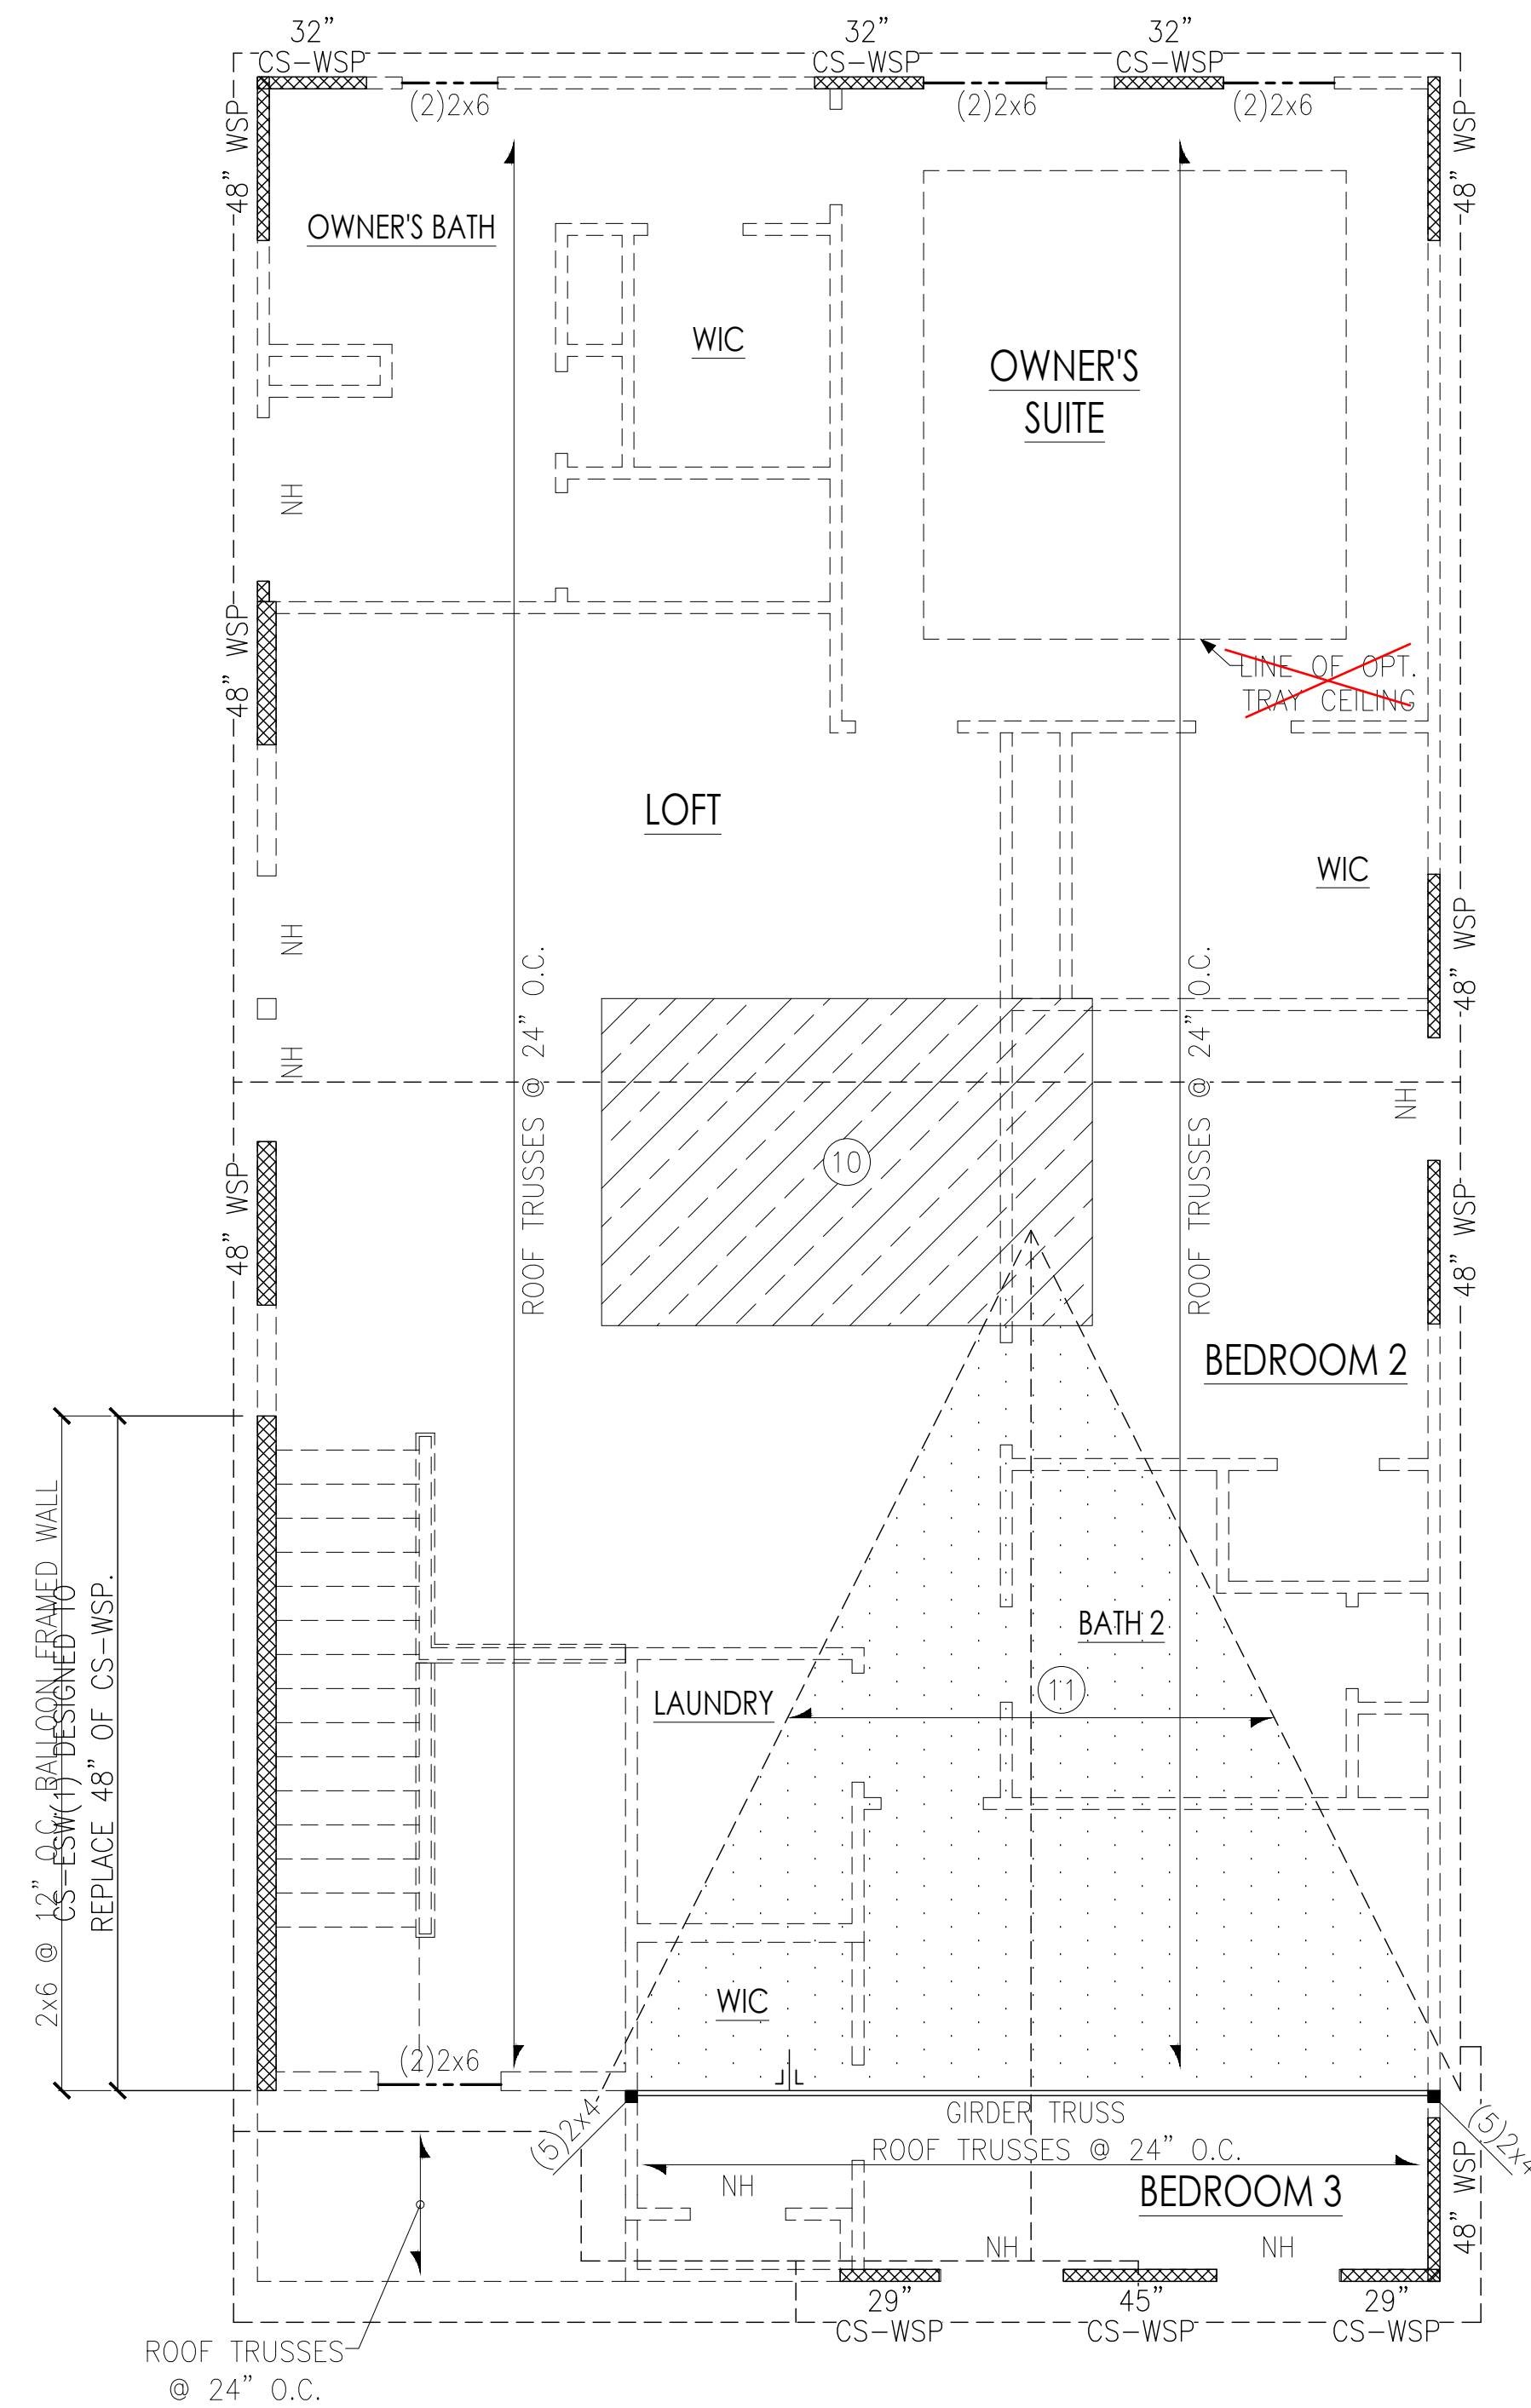 32”
CS-WSP
32”
CS-WSP
32”
CS-WSP
(2)2x6
(2)2x6
(2)2x6
48” WSP
48” WSP
OWNER'S BATH
WIC
OWNER'S
SUITE
NH
LINE OF OPT.
TRAY CEILING
48” WSP
LOFT
WIC
48” WSP
NH
NH
ROOF TRUSSES @ 24” O.C.
ROOF TRUSSES @ 24” O.C.
NH
10
48” WSP
48” WSP
BEDROOM 2
2x6 @ 12” O.C. BALLOON FRAMED WALL
CS-ESW(1) DESIGNED TO
REPLACE 48” OF CS-WSP.
BATH 2
11
LAUNDRY
WIC
(2)2x6
(5)2x4
GIRDER TRUSS
ROOF TRUSSES @ 24” O.C.
(5)2x4
48” WSP
NH
BEDROOM 3
NH
NH
29”
CS-WSP
45”
CS-WSP
29”
CS-WSP
ROOF TRUSSES
@ 24” O.C.